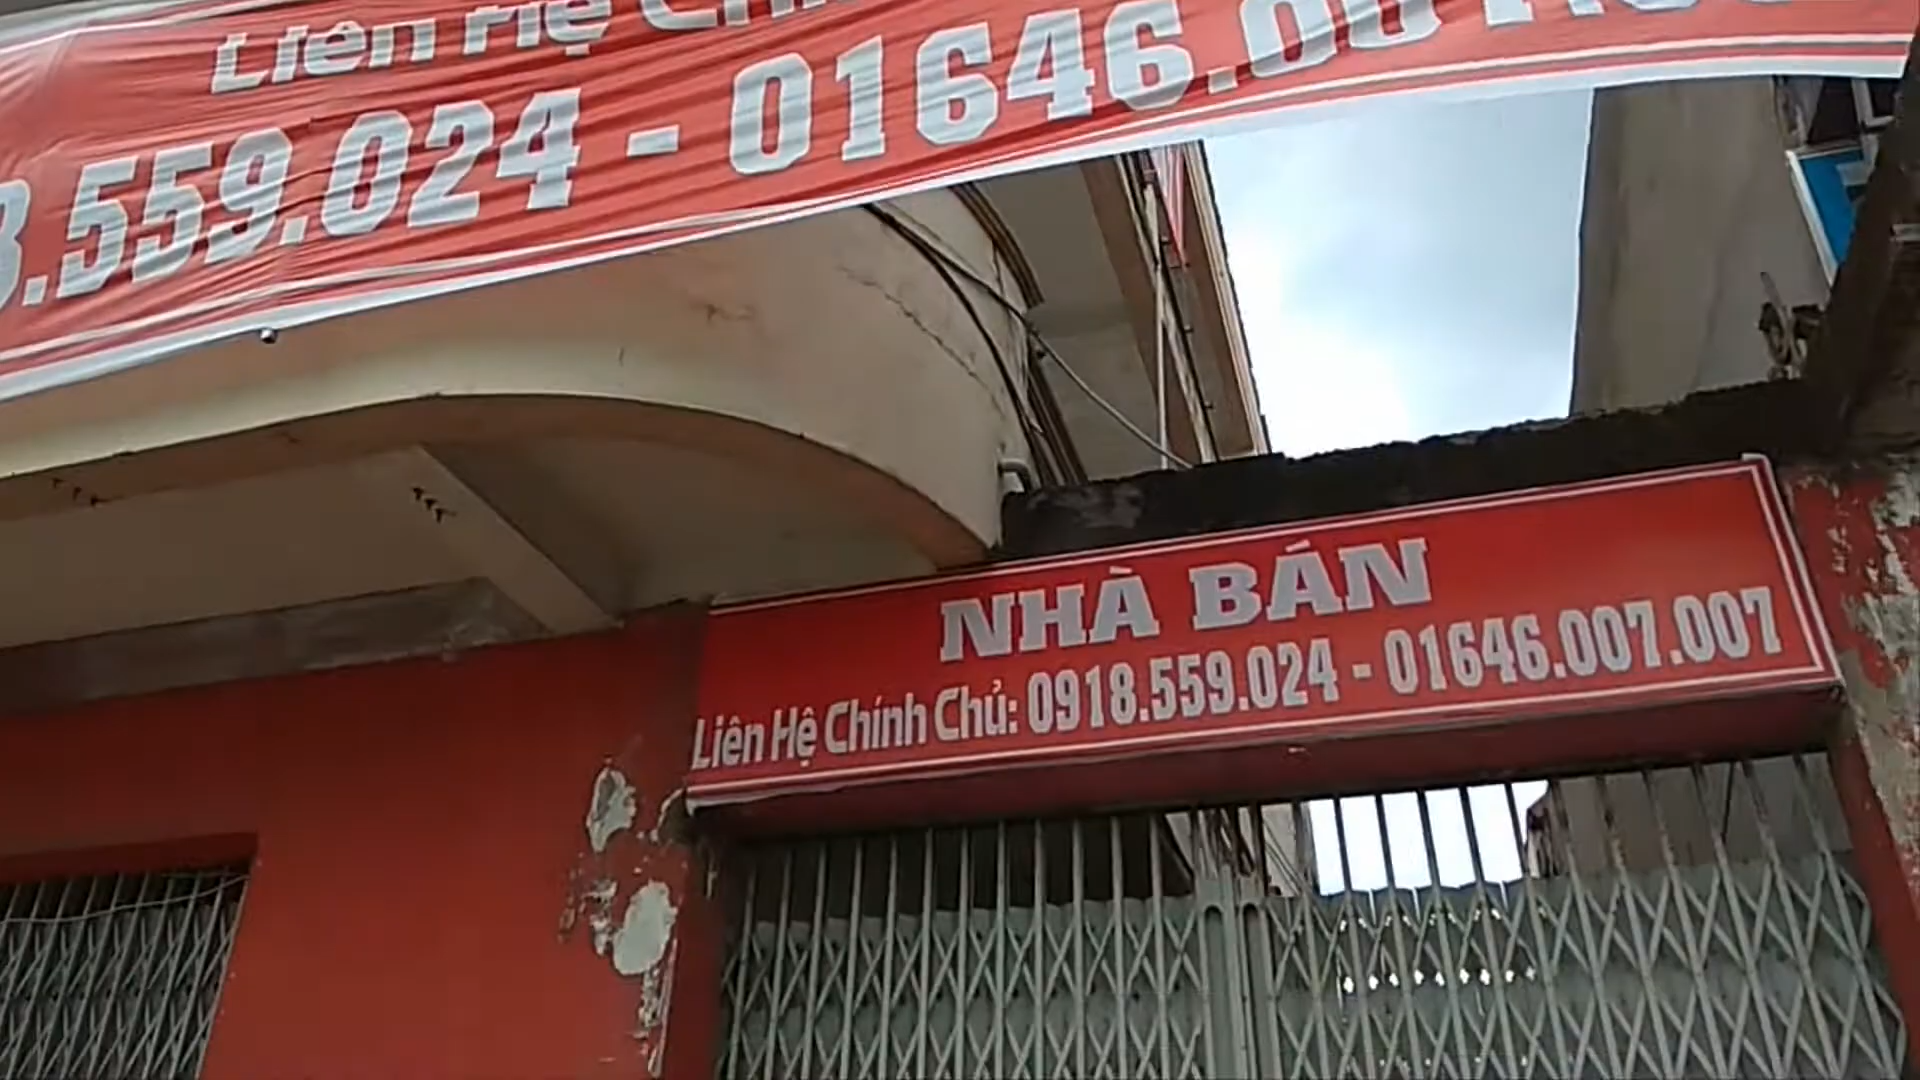 Liên Hệ
.559.024 - 01646.
NHÀ BÁN
Liên Hệ Chính Chủ: 0918.559.024 - 01646.007.007